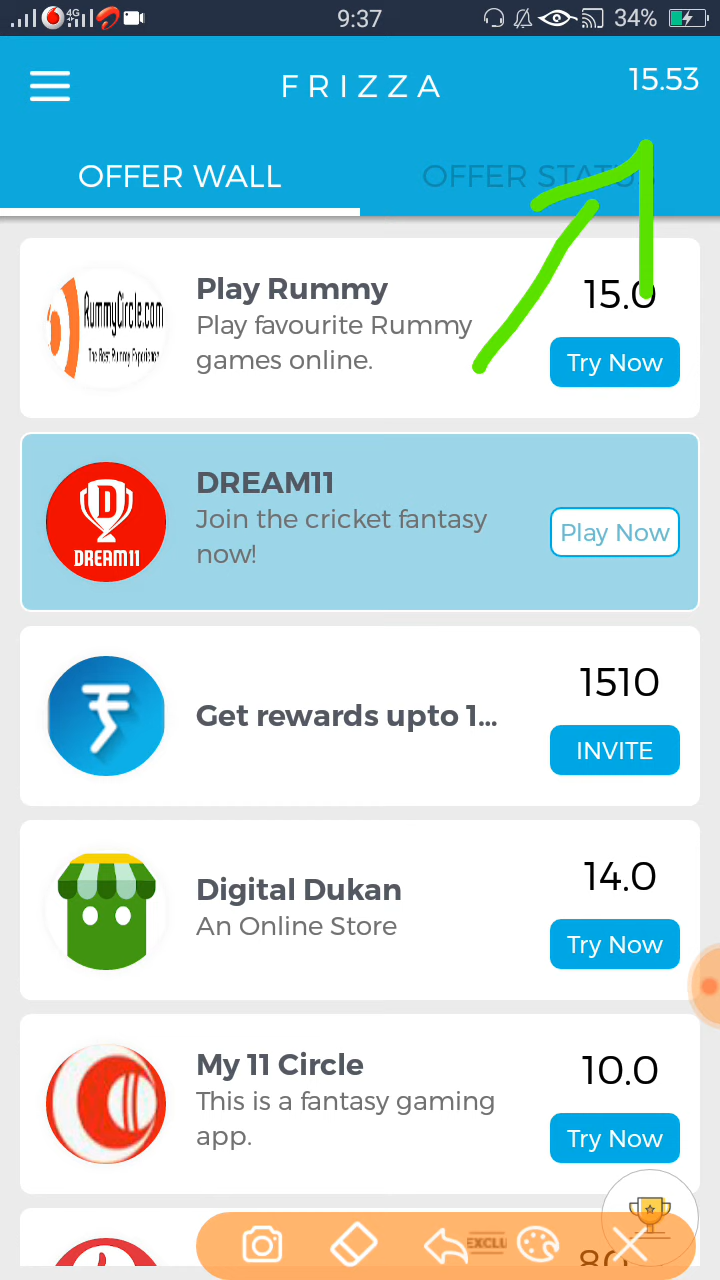 4G 9:37 34%
FRIZZA 15.53
OFFER WALL OFFER STATUS
RummyCircle.com
The Best Rummy Experience
Play Rummy 15.0
Play favourite Rummy
games online.
Try Now
D
DREAM11
DREAM11
Join the cricket fantasy
now!
Play Now
Get rewards upto 1...
1510
INVITE
Digital Dukan 14.0
An Online Store
Try Now
My 11 Circle 10.0
This is a fantasy gaming
app.
Try Now
EXCLU